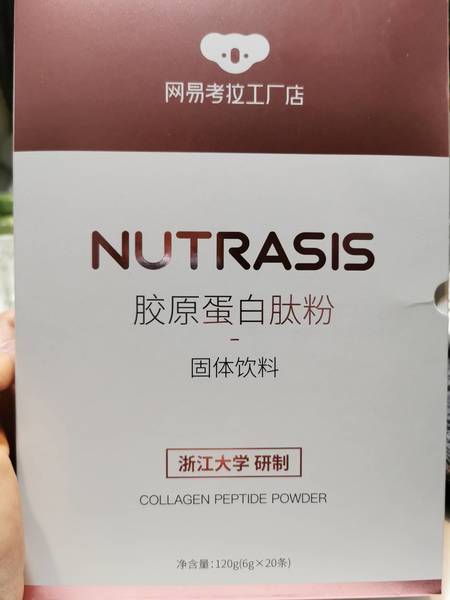 网易考拉工厂店
NUTRASIS
胶原蛋白肽粉
-
固体饮料
浙江大学 研制
COLLAGEN PEPTIDE POWDER
净含量:120g(6g×20条)